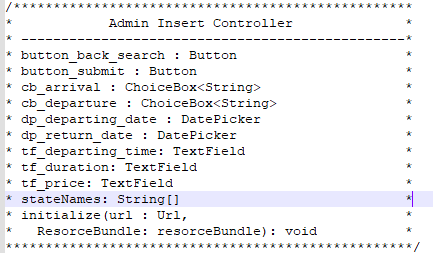 /**************************************************
* Admin Insert Controller *
* ------------------------------------------------*
* button_back_search : Button *
* button_submit : Button *
* cb_arrival : ChoiceBox<String> *
* cb_departure : ChoiceBox<String> *
* dp_departing_date : DatePicker *
* dp_return_date : DatePicker *
* tf_departing_time: TextField *
* tf_duration: TextField *
* tf_price: TextField *
* stateNames: String[] *
* initialize(url : Url, *
* ResorceBundle: resorceBundle): void *
**************************************************/